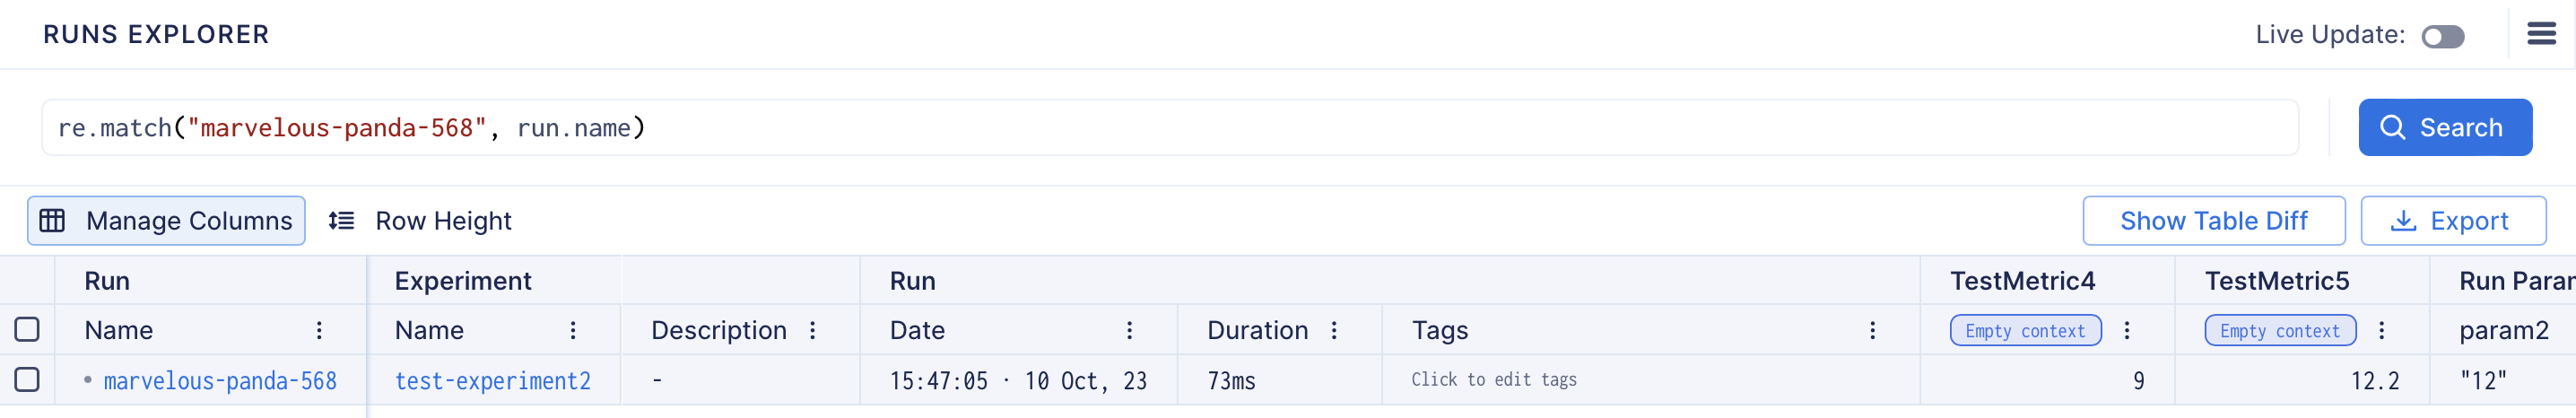 RUNS EXPLORER Live Update:
re.match("marvelous-panda-568", run.name) Search
Manage Columns Row Height Show Table Diff Export
Run Experiment Run TestMetric4 TestMetric5 Run Param
Name Name Description Date Duration Tags Empty context Empty context param2
marvelous-panda-568 test-experiment2 - 15:47:05 · 10 Oct, 23 73ms Click to edit tags 9 12.2 "12"